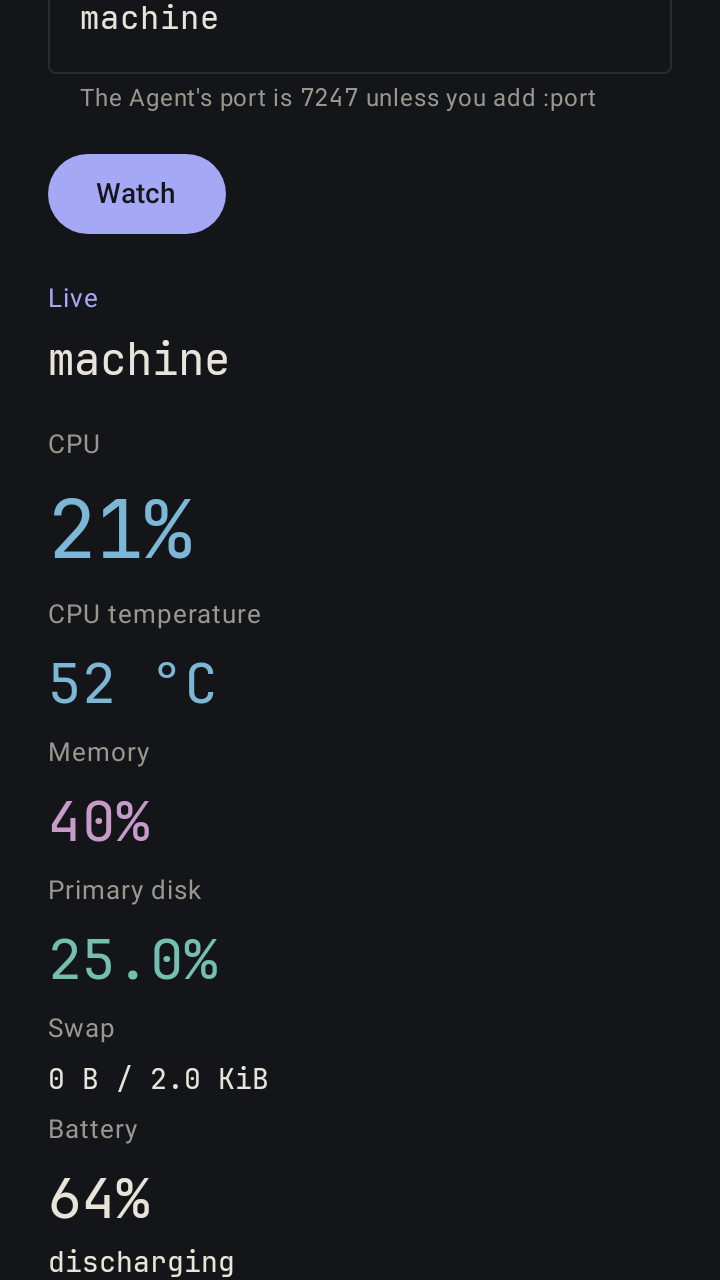 machine
The Agent's port is 7247 unless you add :port
Watch
Live
machine
CPU
21%
CPU temperature
52 °C
Memory
40%
Primary disk
25.0%
Swap
0 B / 2.0 KiB
Battery
64%
discharging